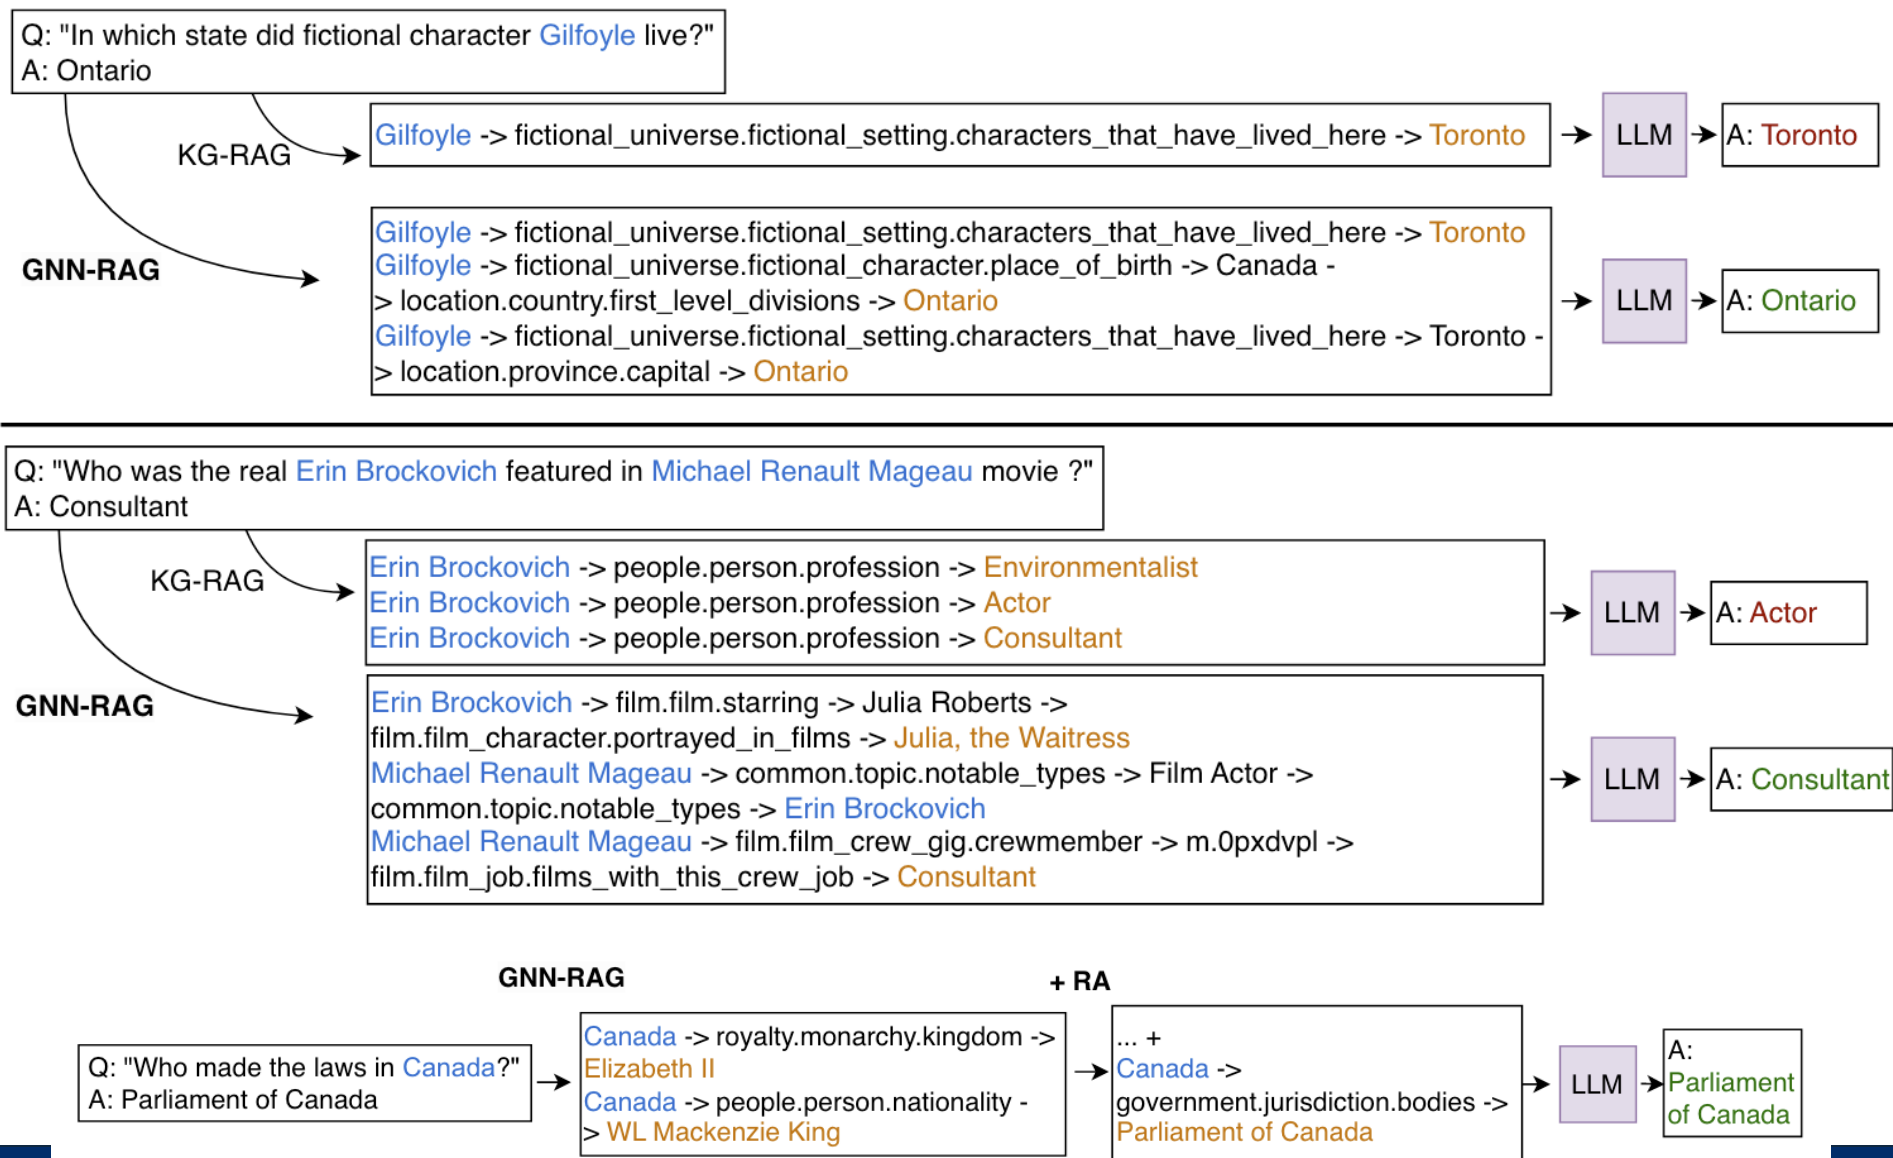 Q: "In which state did fictional character Gilfoyle live?"
A: Ontario
KG-RAG
Gilfoyle -> fictional_universe.fictional_setting.characters_that_have_lived_here -> Toronto
LLM
A: Toronto
GNN-RAG
Gilfoyle -> fictional_universe.fictional_setting.characters_that_have_lived_here -> Toronto
Gilfoyle -> fictional_universe.fictional_character.place_of_birth -> Canada -
> location.country.first_level_divisions -> Ontario
Gilfoyle -> fictional_universe.fictional_setting.characters_that_have_lived_here -> Toronto -
> location.province.capital -> Ontario
LLM
A: Ontario
Q: "Who was the real Erin Brockovich featured in Michael Renault Mageau movie ?"
A: Consultant
KG-RAG
Erin Brockovich -> people.person.profession -> Environmentalist
Erin Brockovich -> people.person.profession -> Actor
Erin Brockovich -> people.person.profession -> Consultant
LLM
A: Actor
GNN-RAG
Erin Brockovich -> film.film.starring -> Julia Roberts ->
film.film_character.portrayed_in_films -> Julia, the Waitress
Michael Renault Mageau -> common.topic.notable_types -> Film Actor ->
common.topic.notable_types -> Erin Brockovich
Michael Renault Mageau -> film.film_crew_gig.crewmember -> m.0pxdvpl ->
film.film_job.films_with_this_crew_job -> Consultant
LLM
A: Consultant
GNN-RAG
+ RA
Q: "Who made the laws in Canada?"
A: Parliament of Canada
Canada -> royalty.monarchy.kingdom ->
Elizabeth II
Canada -> people.person.nationality -
> WL Mackenzie King
... +
Canada ->
government.jurisdiction.bodies ->
Parliament of Canada
LLM
A:
Parliament
of Canada